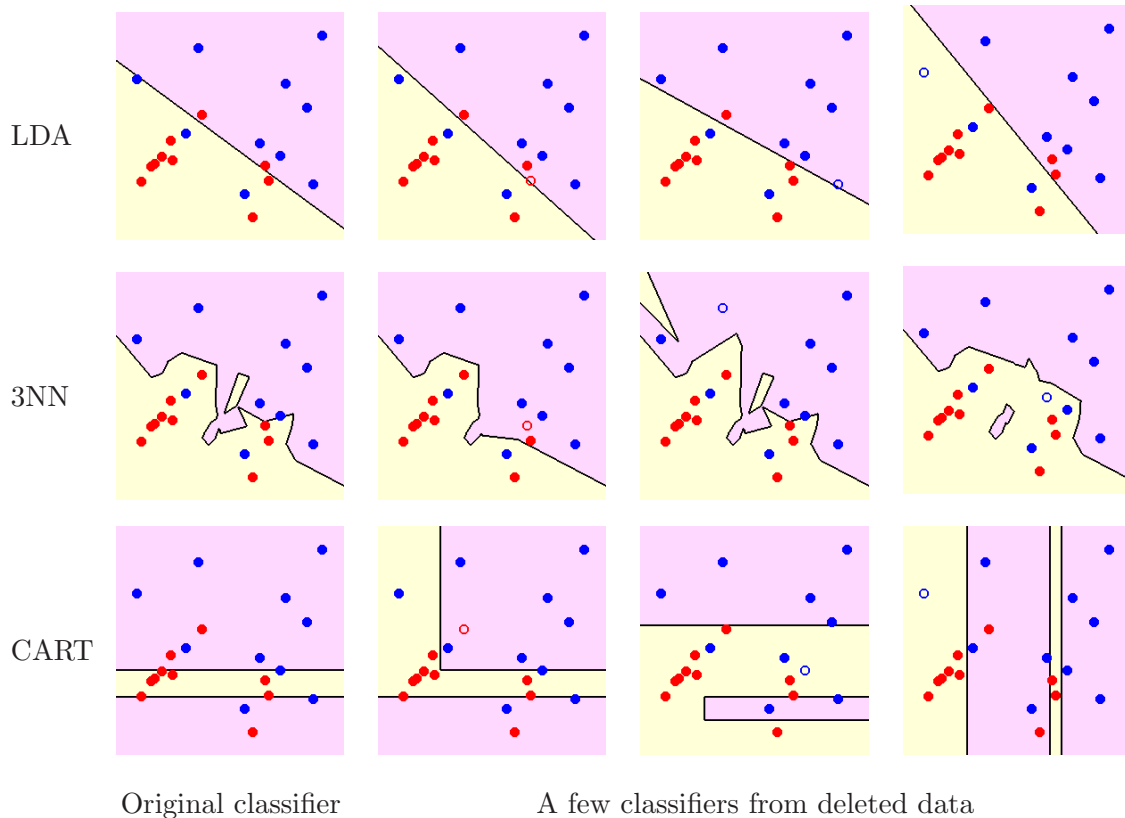 LDA
3NN
CART
Original classifier
A few classifiers from deleted data